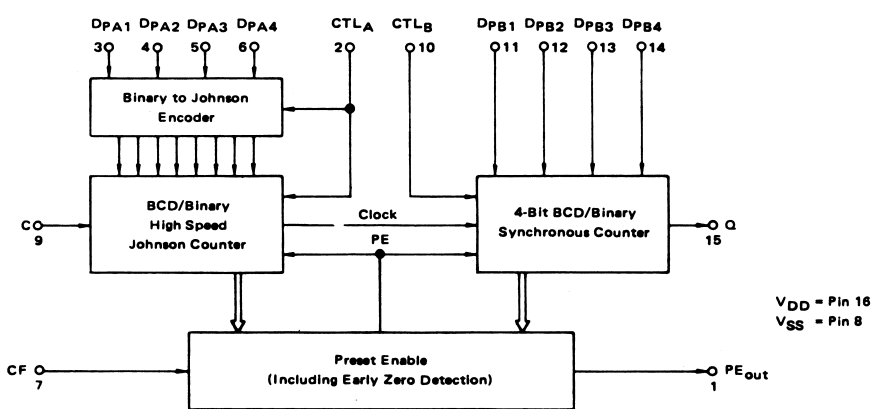 DPA1 DPA2 DPA3 DPA4 CTLA CTLB DPB1 DPB2 DPB3 DPB4
3 4 5 6 2 10 11 12 13 14
Binary to Johnson
Encoder
BCD/Binary
High Speed
Johnson Counter
C
9
Clock
PE
4-Bit BCD/Binary
Synchronous Counter
Q
15
VDD = Pin 16
VSS = Pin 8
CF
7
Preset Enable
(Including Early Zero Detection)
PEout
1